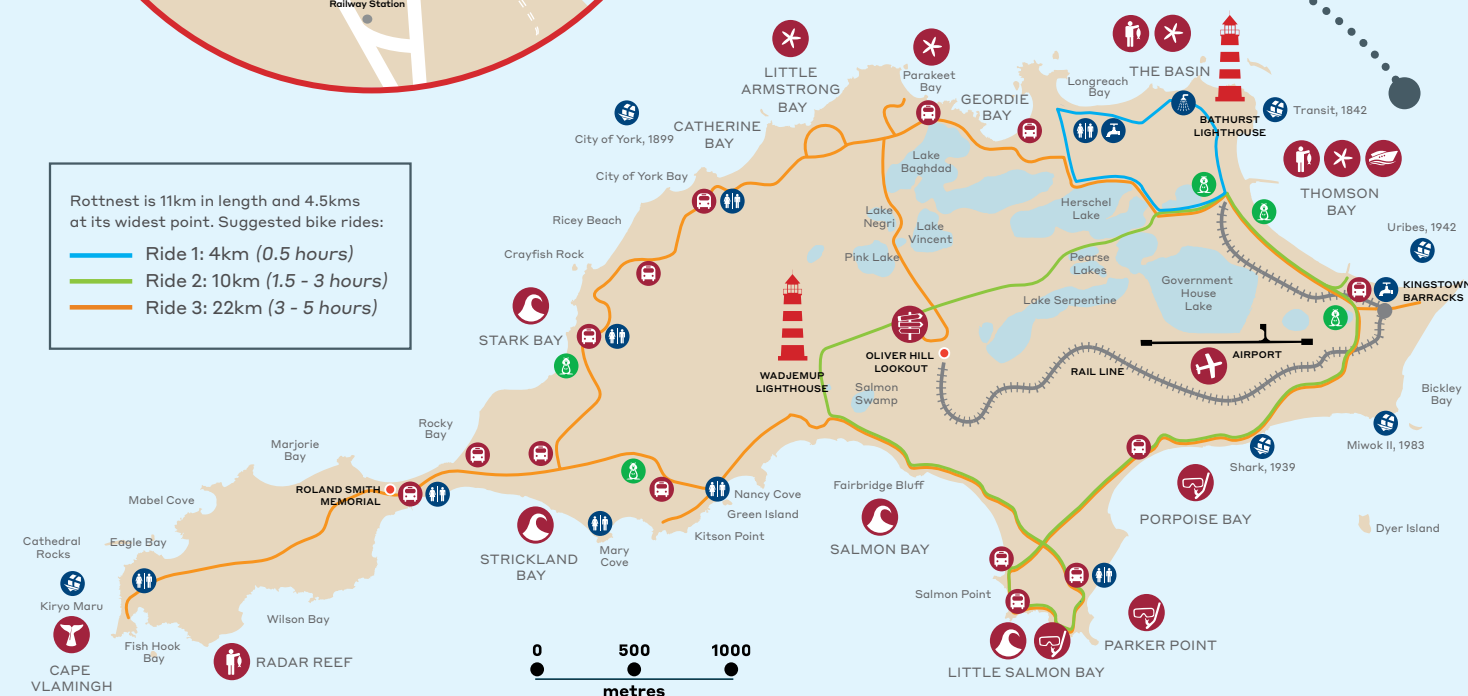 Railway Station
Rottnest is 11km in length and 4.5kms
at its widest point. Suggested bike rides:
Ride 1: 4km (0.5 hours)
Ride 2: 10km (1.5 - 3 hours)
Ride 3: 22km (3 - 5 hours)
City of York, 1899
CATHERINE
BAY
LITTLE
ARMSTRONG
BAY
Parakeet
Bay
GEORDIE
BAY
Longreach
Bay
THE BASIN
BATHURST
LIGHTHOUSE
Transit, 1842
THOMSON
BAY
Uribes, 1942
KINGSTOWN
BARRACKS
City of York Bay
Ricey Beach
Crayfish Rock
STARK BAY
Lake
Baghdad
Lake
Negri
Lake
Vincent
Pink Lake
Herschel
Lake
Pearse
Lakes
Lake Serpentine
Government
House
Lake
WADJEMUP
LIGHTHOUSE
OLIVER HILL
LOOKOUT
Salmon
Swamp
RAIL LINE
AIRPORT
Bickley
Bay
Miwok II, 1983
Shark, 1939
PORPOISE BAY
Dyer Island
Rocky
Bay
Marjorie
Bay
ROLAND SMITH
MEMORIAL
Mabel Cove
Cathedral
Rocks
Eagle Bay
Kiryo Maru
CAPE
VLAMINGH
Fish Hook
Bay
RADAR REEF
Wilson Bay
STRICKLAND
BAY
Mary
Cove
Nancy Cove
Green Island
Kitson Point
Fairbridge Bluff
SALMON BAY
Salmon Point
LITTLE SALMON BAY
PARKER POINT
0 500 1000
metres